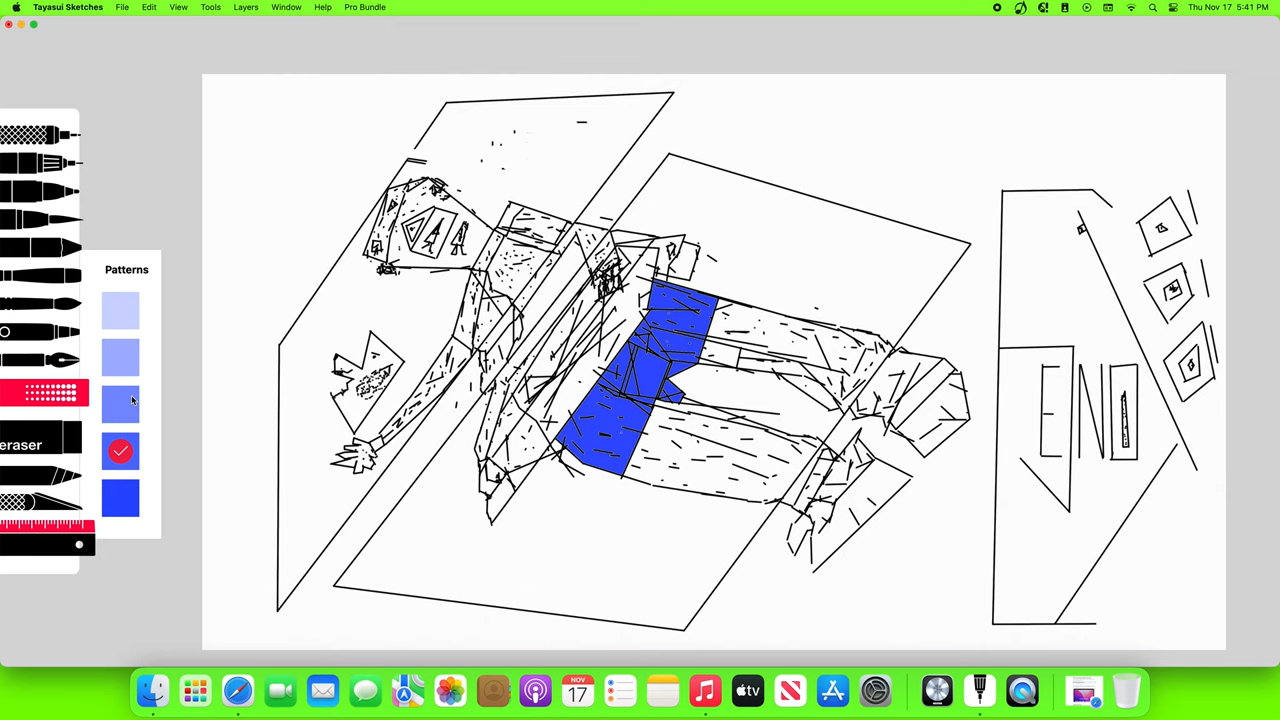 Tayasui Sketches File Edit View Tools Layers Window Help Pro Bundle Thu Nov 17 5:41 PM
Patterns
END
eraser
NOV
17
tv